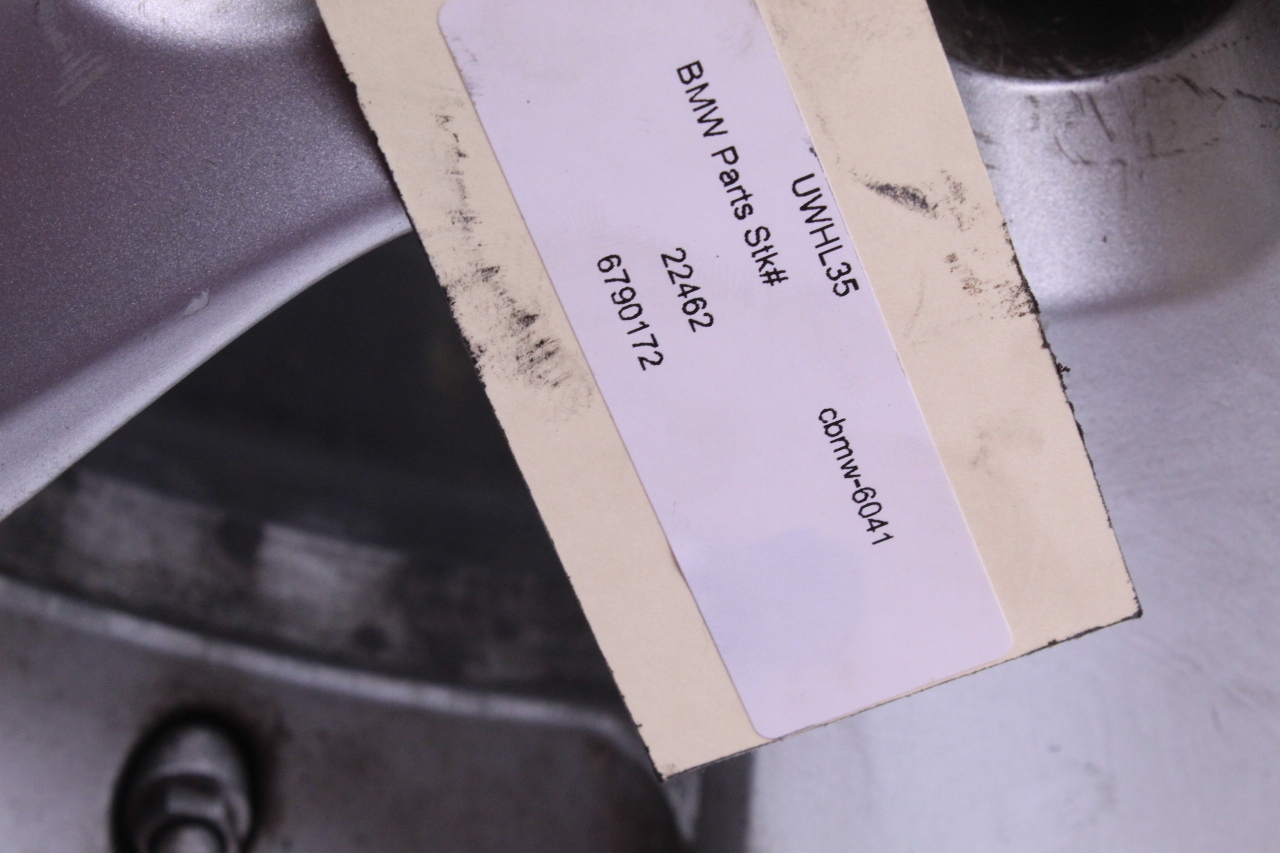 UWHL35
cbmw-6041
BMW Parts Stk#
22462
6790172